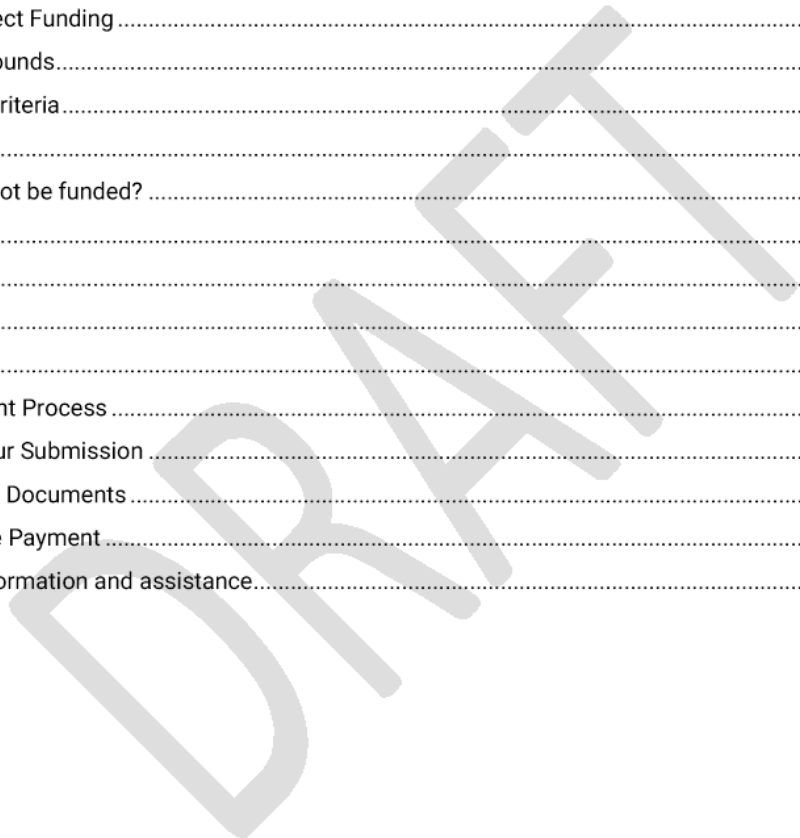 ect Funding ........................................................................................................
ounds........................................................................................................
riteria........................................................................................................
........................................................................................................
ot be funded? ........................................................................................................
........................................................................................................
........................................................................................................
........................................................................................................
........................................................................................................
nt Process ........................................................................................................
ur Submission ........................................................................................................
Documents ........................................................................................................
e Payment ........................................................................................................
ormation and assistance........................................................................................................
DRAFT